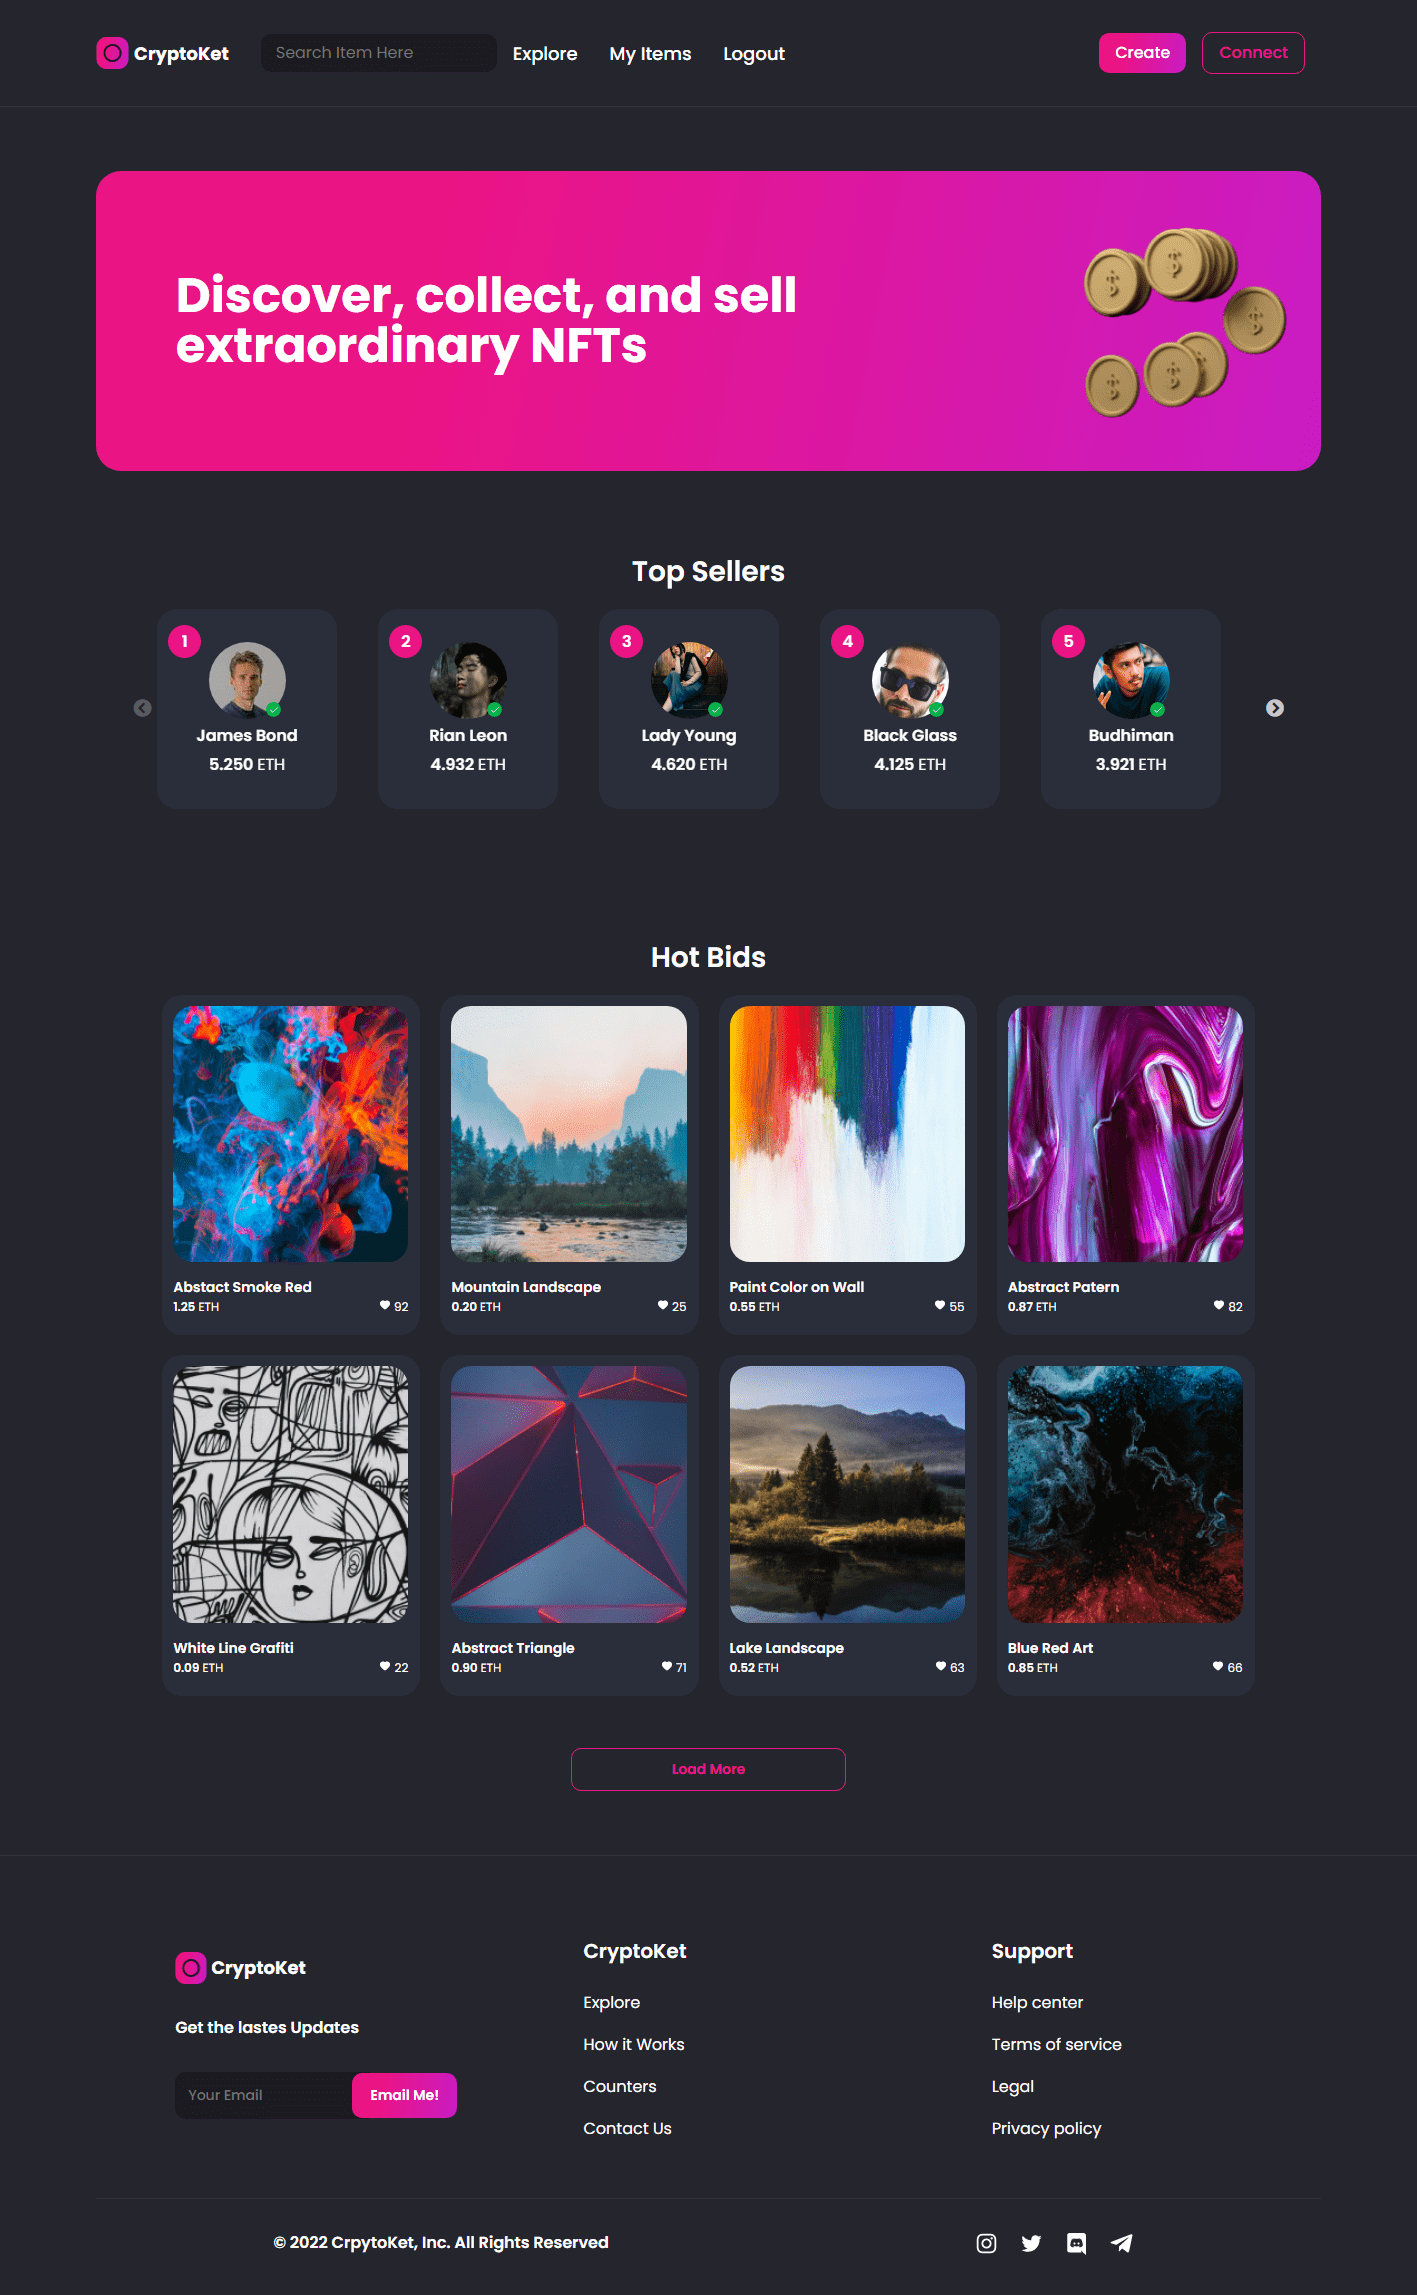 CryptoKet
Search Item Here
Explore
My Items
Logout
Create
Connect
Discover, collect, and sell
extraordinary NFTs
Top Sellers
1
James Bond
5.250 ETH
2
Rian Leon
4.932 ETH
3
Lady Young
4.620 ETH
4
Black Glass
4.125 ETH
5
Budhiman
3.921 ETH
Hot Bids
Abstact Smoke Red
1.25 ETH
92
Mountain Landscape
0.20 ETH
25
Paint Color on Wall
0.55 ETH
55
Abstract Patern
0.87 ETH
82
White Line Grafiti
0.09 ETH
22
Abstract Triangle
0.90 ETH
71
Lake Landscape
0.52 ETH
63
Blue Red Art
0.85 ETH
66
Load More
CryptoKet
Get the lastes Updates
Your Email
Email Me!
CryptoKet
Explore
How it Works
Counters
Contact Us
Support
Help center
Terms of service
Legal
Privacy policy
© 2022 CrpytoKet, Inc. All Rights Reserved